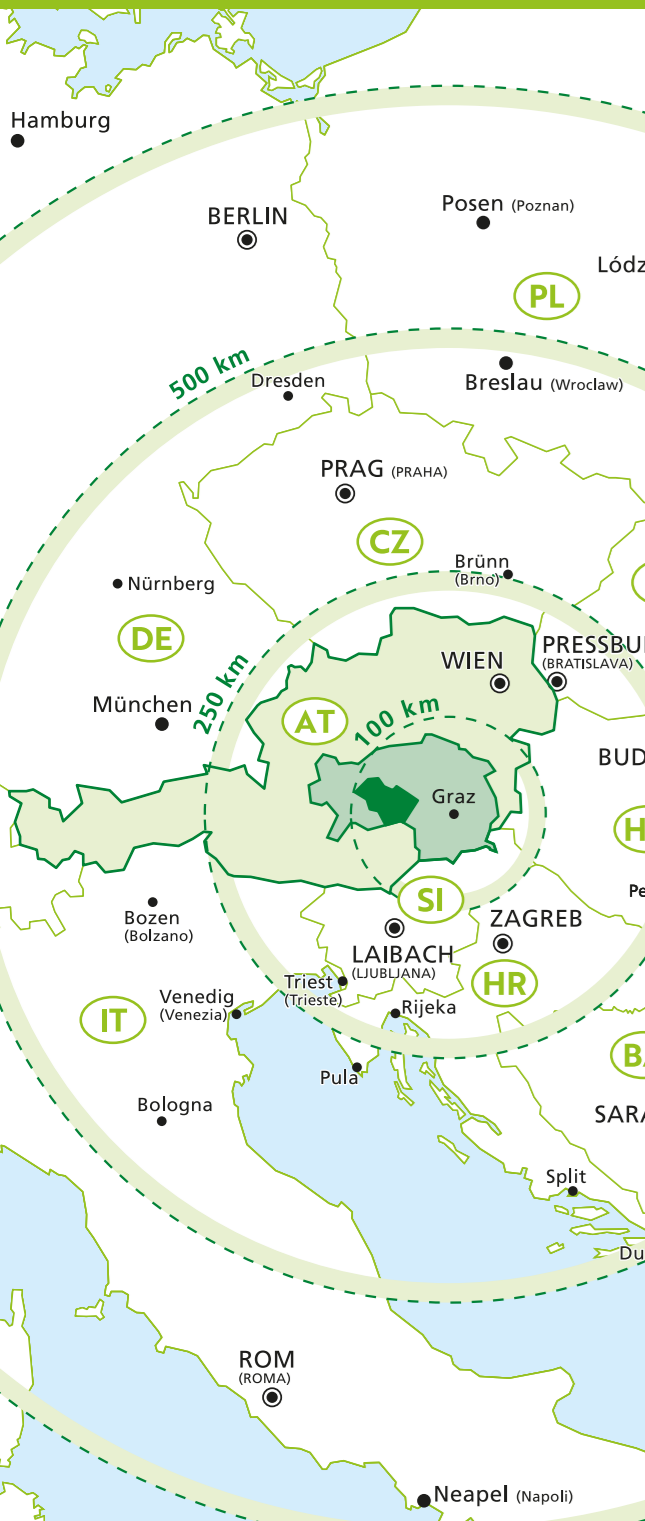 Hamburg
BERLIN
Posen (Poznan)
Lódz
PL
500 km
Dresden
Breslau (Wroclaw)
PRAG (PRAHA)
CZ
Brünn
(Brno)
Nürnberg
DE
PRESSBU
(BRATISLAVA)
WIEN
250 km
München
AT
100 km
BUD
Graz
H
SI
Pe
Bozen
(Bolzano)
ZAGREB
LAIBACH
(LJUBLJANA)
HR
Triest
(Trieste)
Venedig
(Venezia)
Rijeka
IT
B
Pula
Bologna
SARA
Split
Du
ROM
(ROMA)
Neapel (Napoli)